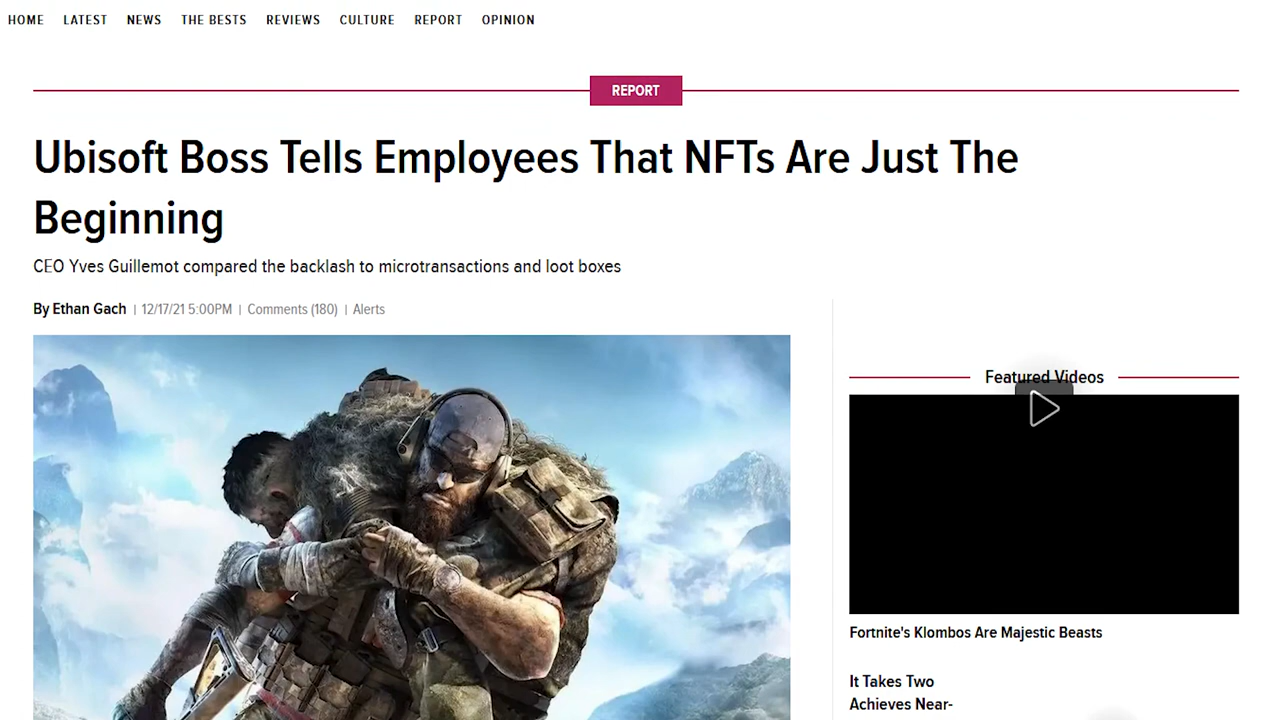 HOME LATEST NEWS THE BESTS REVIEWS CULTURE REPORT OPINION
REPORT
Ubisoft Boss Tells Employees That NFTs Are Just The
Beginning
CEO Yves Guillemot compared the backlash to microtransactions and loot boxes
By Ethan Gach | 12/17/21 5:00PM | Comments (180) | Alerts
Featured Videos
Fortnite's Klombos Are Majestic Beasts
It Takes Two
Achieves Near-